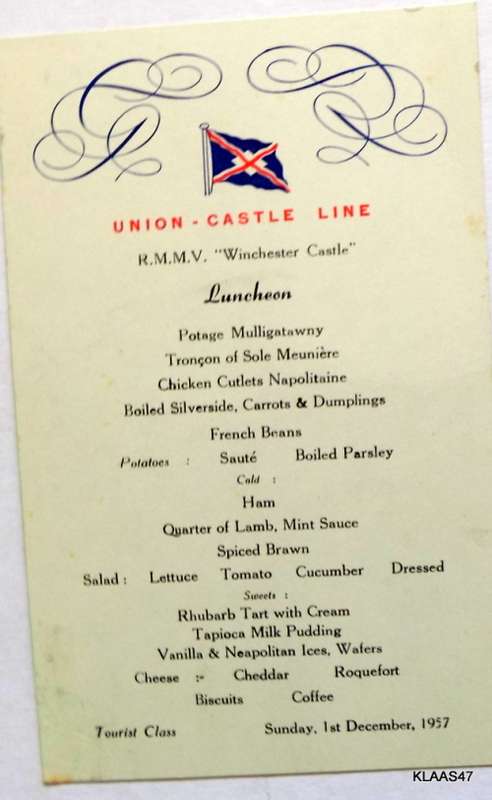 UNION - CASTLE LINE
R.M.M.V. "Winchester Castle"
Luncheon
Potage Mulligatawny
Tronçon of Sole Meunière
Chicken Cutlets Napolitaine
Boiled Silverside, Carrots & Dumplings
French Beans
Potatoes : Sauté Boiled Parsley
Cold :
Ham
Quarter of Lamb, Mint Sauce
Spiced Brawn
Salad : Lettuce Tomato Cucumber Dressed
Sweets :
Rhubarb Tart with Cream
Tapioca Milk Pudding
Vanilla & Neapolitan Ices, Wafers
Cheese :- Cheddar Roquefort
Biscuits Coffee
Tourist Class Sunday, 1st December, 1957
KLAAS47